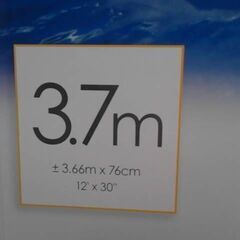 3.7m
± 3.66m x 76cm
12' x 30"